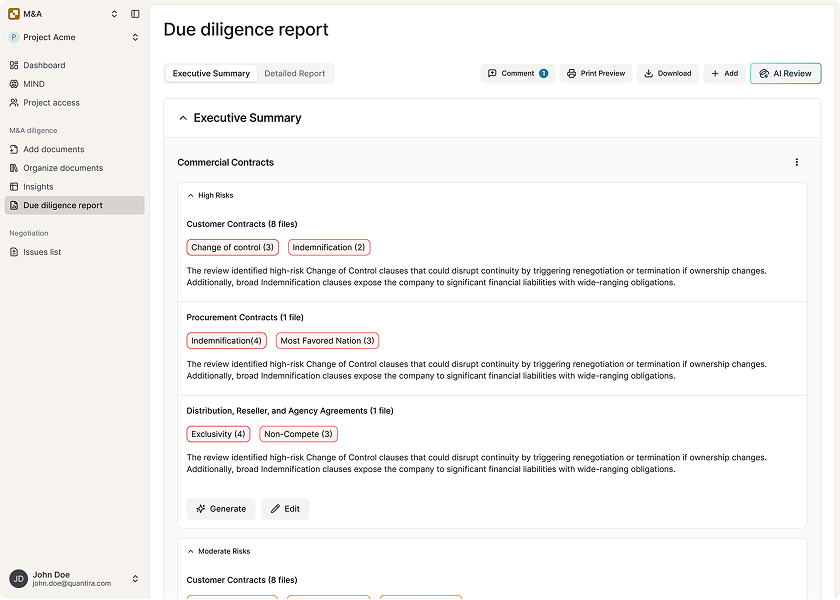 M&A
P Project Acme
Dashboard
MIND
Project access
M&A diligence
Add documents
Organize documents
Insights
Due diligence report
Negotiation
Issues list
JD
John Doe
john.doe@quantira.com
Due diligence report
Executive Summary Detailed Report
Comment 1 Print Preview Download Add AI Review
Executive Summary
Commercial Contracts
High Risks
Customer Contracts (8 files)
Change of control (3) Indemnification (2)
The review identified high-risk Change of Control clauses that could disrupt continuity by triggering renegotiation or termination if ownership changes.
Additionally, broad Indemnification clauses expose the company to significant financial liabilities with wide-ranging obligations.
Procurement Contracts (1 file)
Indemnification(4) Most Favored Nation (3)
The review identified high-risk Change of Control clauses that could disrupt continuity by triggering renegotiation or termination if ownership changes.
Additionally, broad Indemnification clauses expose the company to significant financial liabilities with wide-ranging obligations.
Distribution, Reseller, and Agency Agreements (1 file)
Exclusivity (4) Non-Compete (3)
The review identified high-risk Change of Control clauses that could disrupt continuity by triggering renegotiation or termination if ownership changes.
Additionally, broad Indemnification clauses expose the company to significant financial liabilities with wide-ranging obligations.
Generate Edit
Moderate Risks
Customer Contracts (8 files)